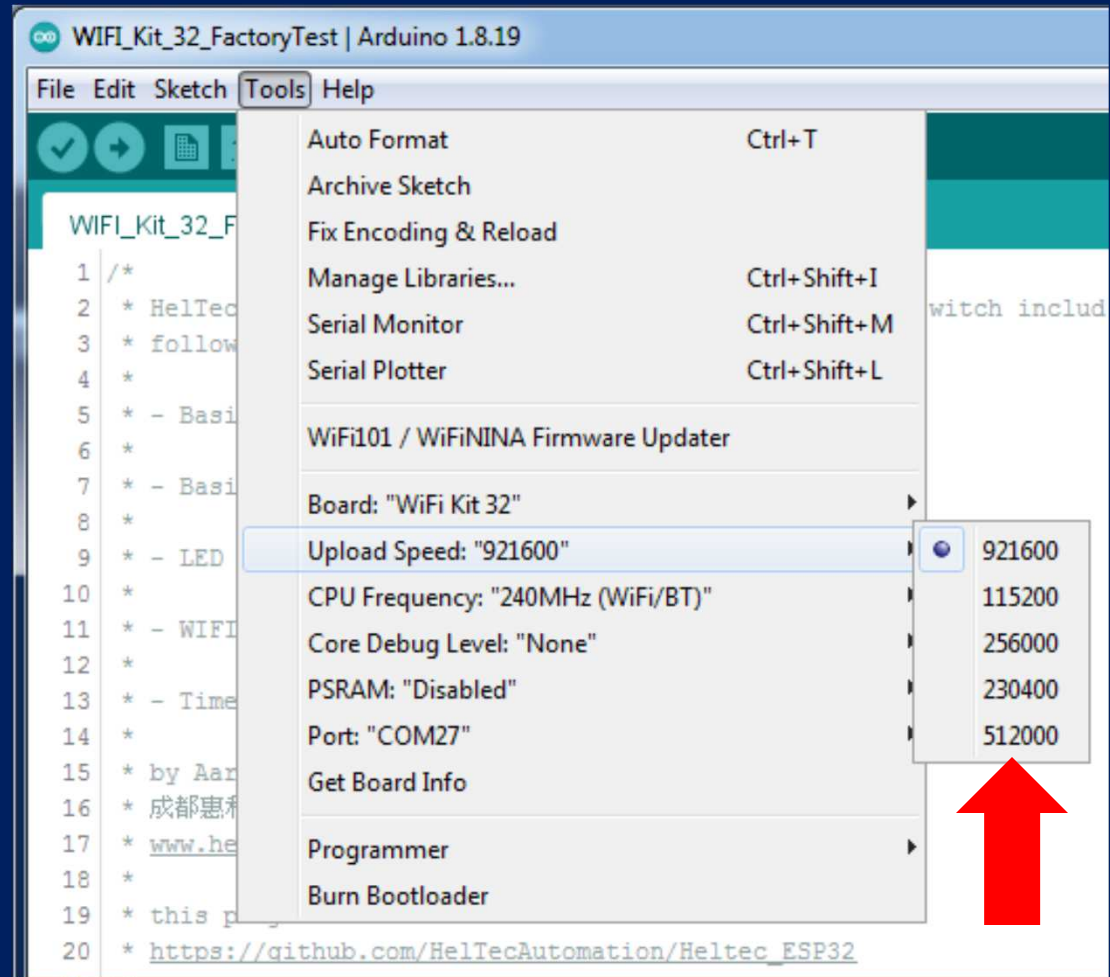 WIFI_Kit_32_FactoryTest | Arduino 1.8.19
File Edit Sketch Tools Help
Auto Format Ctrl+T
Archive Sketch
Fix Encoding & Reload
Manage Libraries... Ctrl+Shift+I
Serial Monitor Ctrl+Shift+M
Serial Plotter Ctrl+Shift+L
WiFi101 / WiFiNINA Firmware Updater
Board: "WiFi Kit 32"
Upload Speed: "921600"
CPU Frequency: "240MHz (WiFi/BT)"
Core Debug Level: "None"
PSRAM: "Disabled"
Port: "COM27"
Get Board Info
Programmer
Burn Bootloader
921600
115200
256000
230400
512000
WIFI_Kit_32_F
1 /*
2 * HelTec witch includ
3 * follow
4 *
5 * - Basi
6 *
7 * - Basi
8 *
9 * - LED
10 *
11 * - WIFI
12 *
13 * - Time
14 *
15 * by Aar
16 * 成都惠
17 * www.he
18 *
19 * this p
20 * https://github.com/HelTecAutomation/Heltec_ESP32